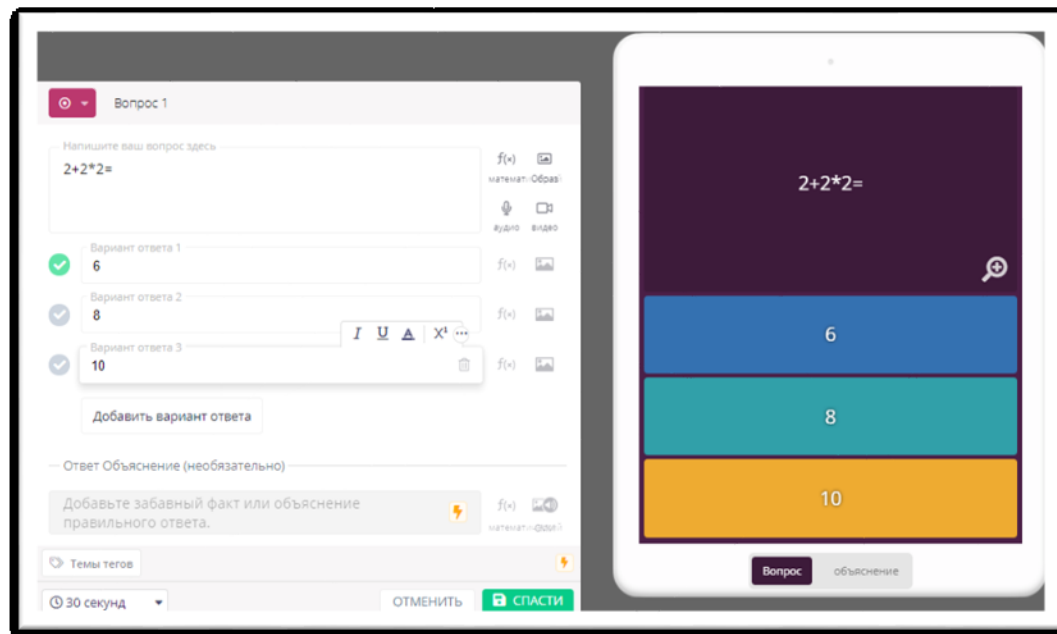 Вопрос 1
Напишите ваш вопрос здесь
2+2*2=
f(×)
математ
Образ
аудио
видео
Вариант ответа 1
6
f(×)
Вариант ответа 2
8
f(×)
I U A X¹ ...
Вариант ответа 3
10
f(×)
Добавить вариант ответа
Ответ Объяснение (необязательно)
Добавьте забавный факт или объяснение
правильного ответа.
f(×)
математ
Темы тегов
30 секунд
ОТМЕНИТЬ
СПАСТИ
2+2*2=
6
8
10
Вопрос
объяснение